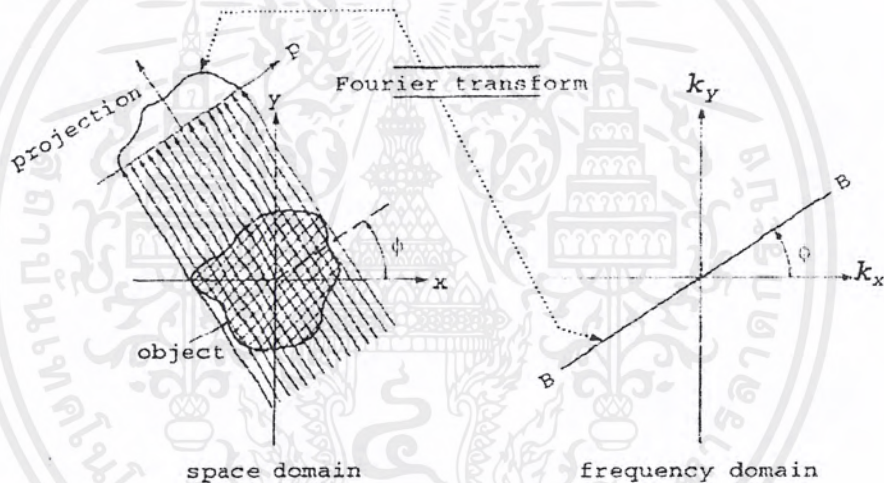 p
projection
y
Fourier transform
k_y
B
ϕ
ϕ
x
k_x
object
B
space domain
frequency domain